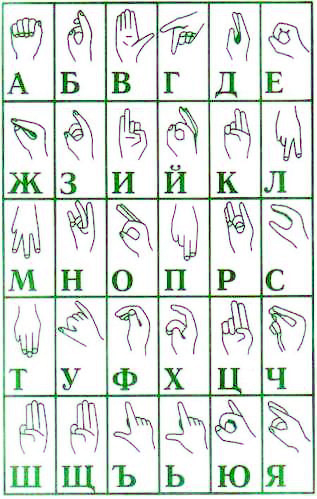 А Б В Г Д Е
Ж З И Й К Л
М Н О П Р С
Т У Ф Х Ц Ч
Ш Щ Ъ Ь Ю Я